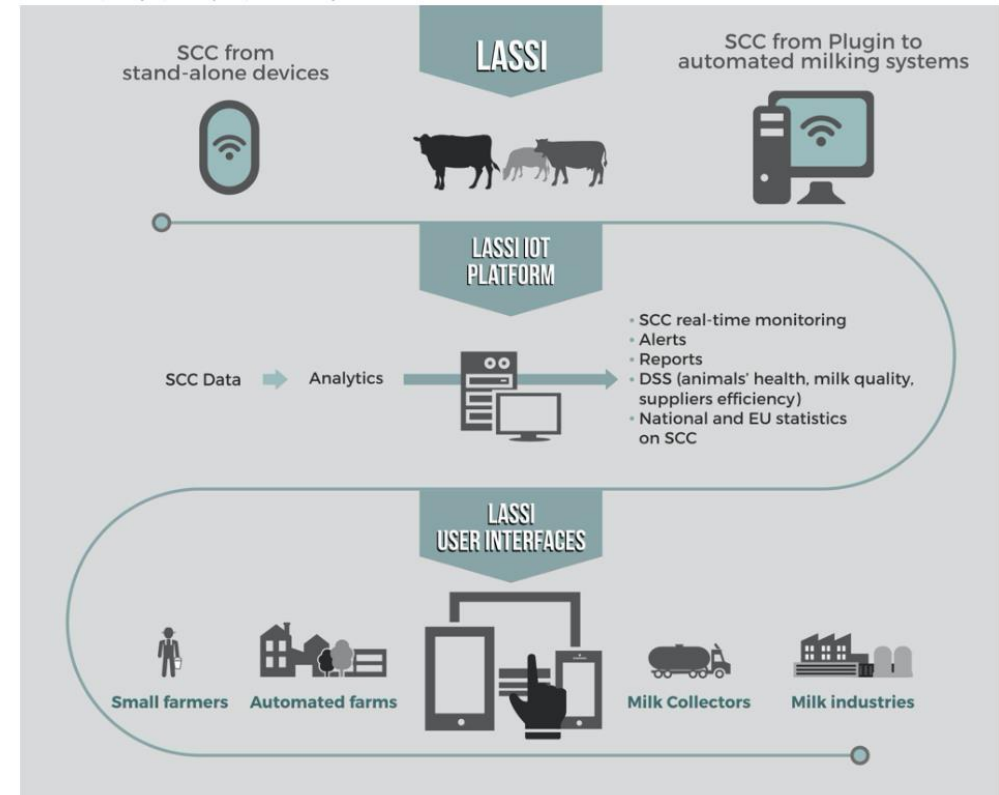 SCC from
stand-alone devices
LASSI
SCC from Plugin to
automated milking systems
LASSI IOT
PLATFORM
SCC Data
Analytics
• SCC real-time monitoring
• Alerts
• Reports
• DSS (animals' health, milk quality,
suppliers efficiency)
• National and EU statistics
on SCC
LASSI
USER INTERFACES
Small farmers
Automated farms
Milk Collectors
Milk industries